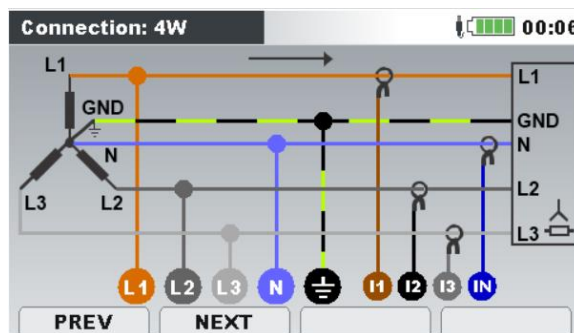 Connection: 4W 00:06
L1 L1
GND GND
N N
L3 L2 L2
L3
L1 L2 L3 N I1 I2 I3 IN
PREV NEXT